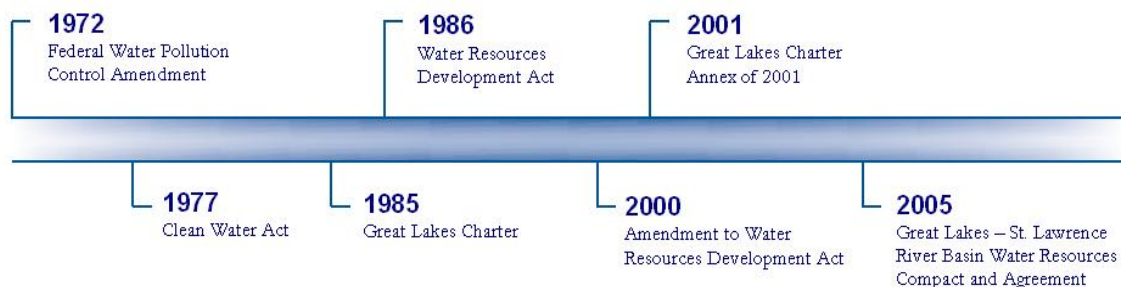 1972
Federal Water Pollution
Control Amendment
1986
Water Resources
Development Act
2001
Great Lakes Charter
Annex of 2001
1977
Clean Water Act
1985
Great Lakes Charter
2000
Amendment to Water
Resources Development Act
2005
Great Lakes – St. Lawrence
River Basin Water Resources
Compact and Agreement